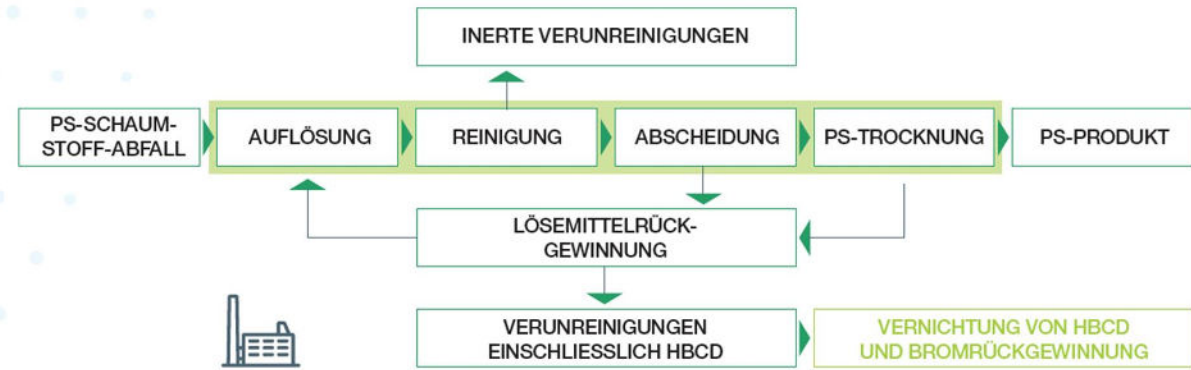 INERTE VERUNREINIGUNGEN
PS-SCHAUM-
STOFF-ABFALL
AUFLÖSUNG
REINIGUNG
ABSCHEIDUNG
PS-TROCKNUNG
PS-PRODUKT
LÖSEMITTELRÜCK-
GEWINNUNG
VERUNREINIGUNGEN
EINSCHLIESSLICH HBCD
VERNICHTUNG VON HBCD
UND BROMRÜCKGEWINNUNG